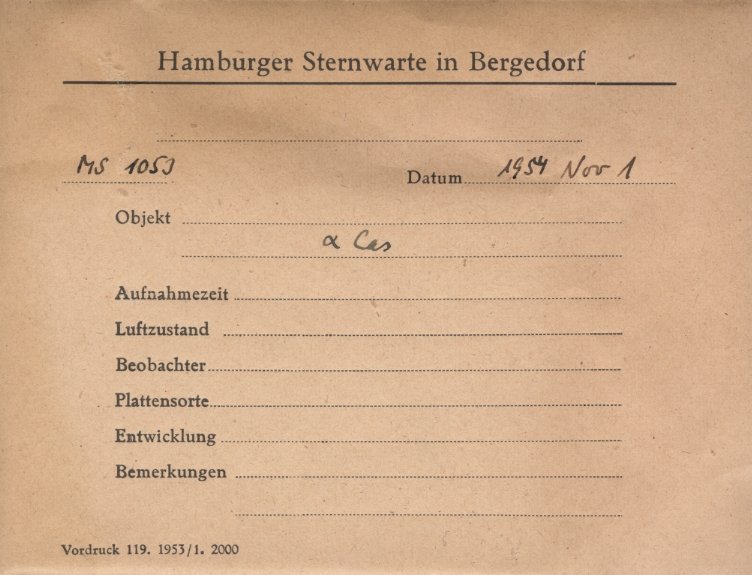 Hamburger Sternwarte in Bergedorf
MS 1053 Datum 1954 Nov 1
Objekt
α Cas
Aufnahmezeit
Luftzustand
Beobachter
Plattensorte
Entwicklung
Bemerkungen
Vordruck 119. 1953/1. 2000